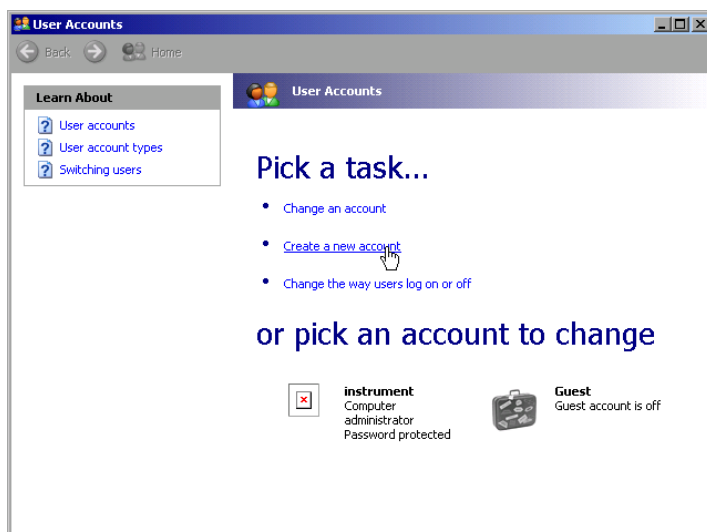 User Accounts
Back Home
Learn About
User accounts
User account types
Switching users
User Accounts
Pick a task...
Change an account
Create a new account
Change the way users log on or off
or pick an account to change
instrument
Computer
administrator
Password protected
Guest
Guest account is off